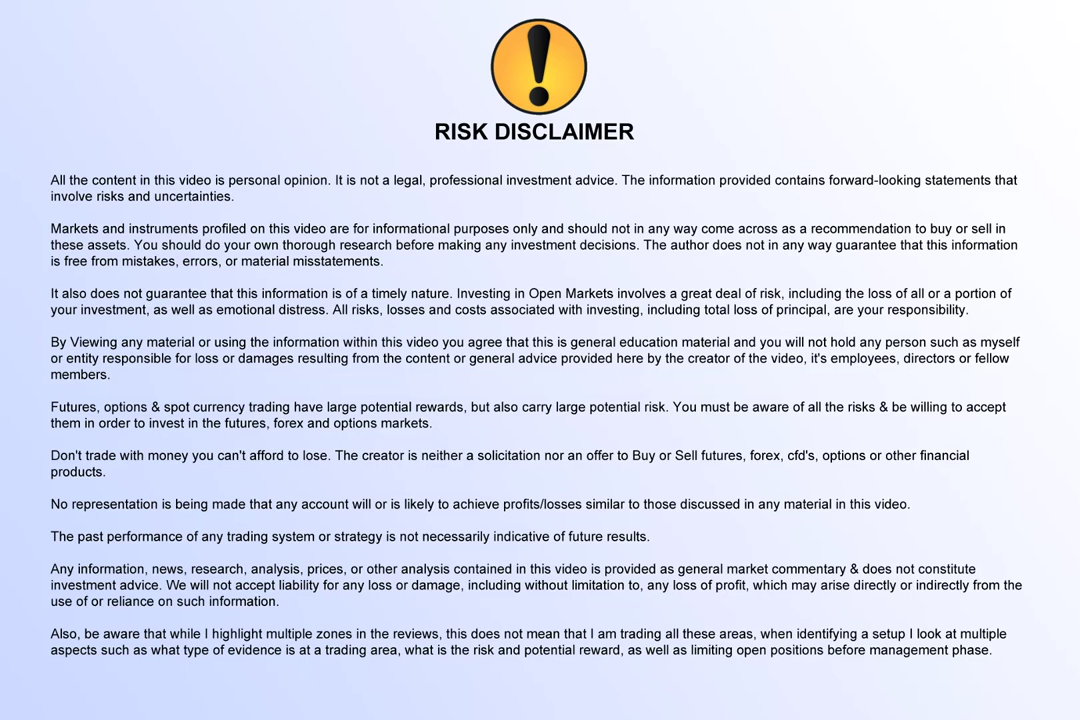 RISK DISCLAIMER
All the content in this video is personal opinion. It is not a legal, professional investment advice. The information provided contains forward-looking statements that
involve risks and uncertainties.
Markets and instruments profiled on this video are for informational purposes only and should not in any way come across as a recommendation to buy or sell in
these assets. You should do your own thorough research before making any investment decisions. The author does not in any way guarantee that this information
is free from mistakes, errors, or material misstatements.
It also does not guarantee that this information is of a timely nature. Investing in Open Markets involves a great deal of risk, including the loss of all or a portion of
your investment, as well as emotional distress. All risks, losses and costs associated with investing, including total loss of principal, are your responsibility.
By Viewing any material or using the information within this video you agree that this is general education material and you will not hold any person such as myself
or entity responsible for loss or damages resulting from the content or general advice provided here by the creator of the video, it's employees, directors or fellow
members.
Futures, options & spot currency trading have large potential rewards, but also carry large potential risk. You must be aware of all the risks & be willing to accept
them in order to invest in the futures, forex and options markets.
Don't trade with money you can't afford to lose. The creator is neither a solicitation nor an offer to Buy or Sell futures, forex, cfd's, options or other financial
products.
No representation is being made that any account will or is likely to achieve profits/losses similar to those discussed in any material in this video.
The past performance of any trading system or strategy is not necessarily indicative of future results.
Any information, news, research, analysis, prices, or other analysis contained in this video is provided as general market commentary & does not constitute
investment advice. We will not accept liability for any loss or damage, including without limitation to, any loss of profit, which may arise directly or indirectly from the
use of or reliance on such information.
Also, be aware that while I highlight multiple zones in the reviews, this does not mean that I am trading all these areas, when identifying a setup I look at multiple
aspects such as what type of evidence is at a trading area, what is the risk and potential reward, as well as limiting open positions before management phase.